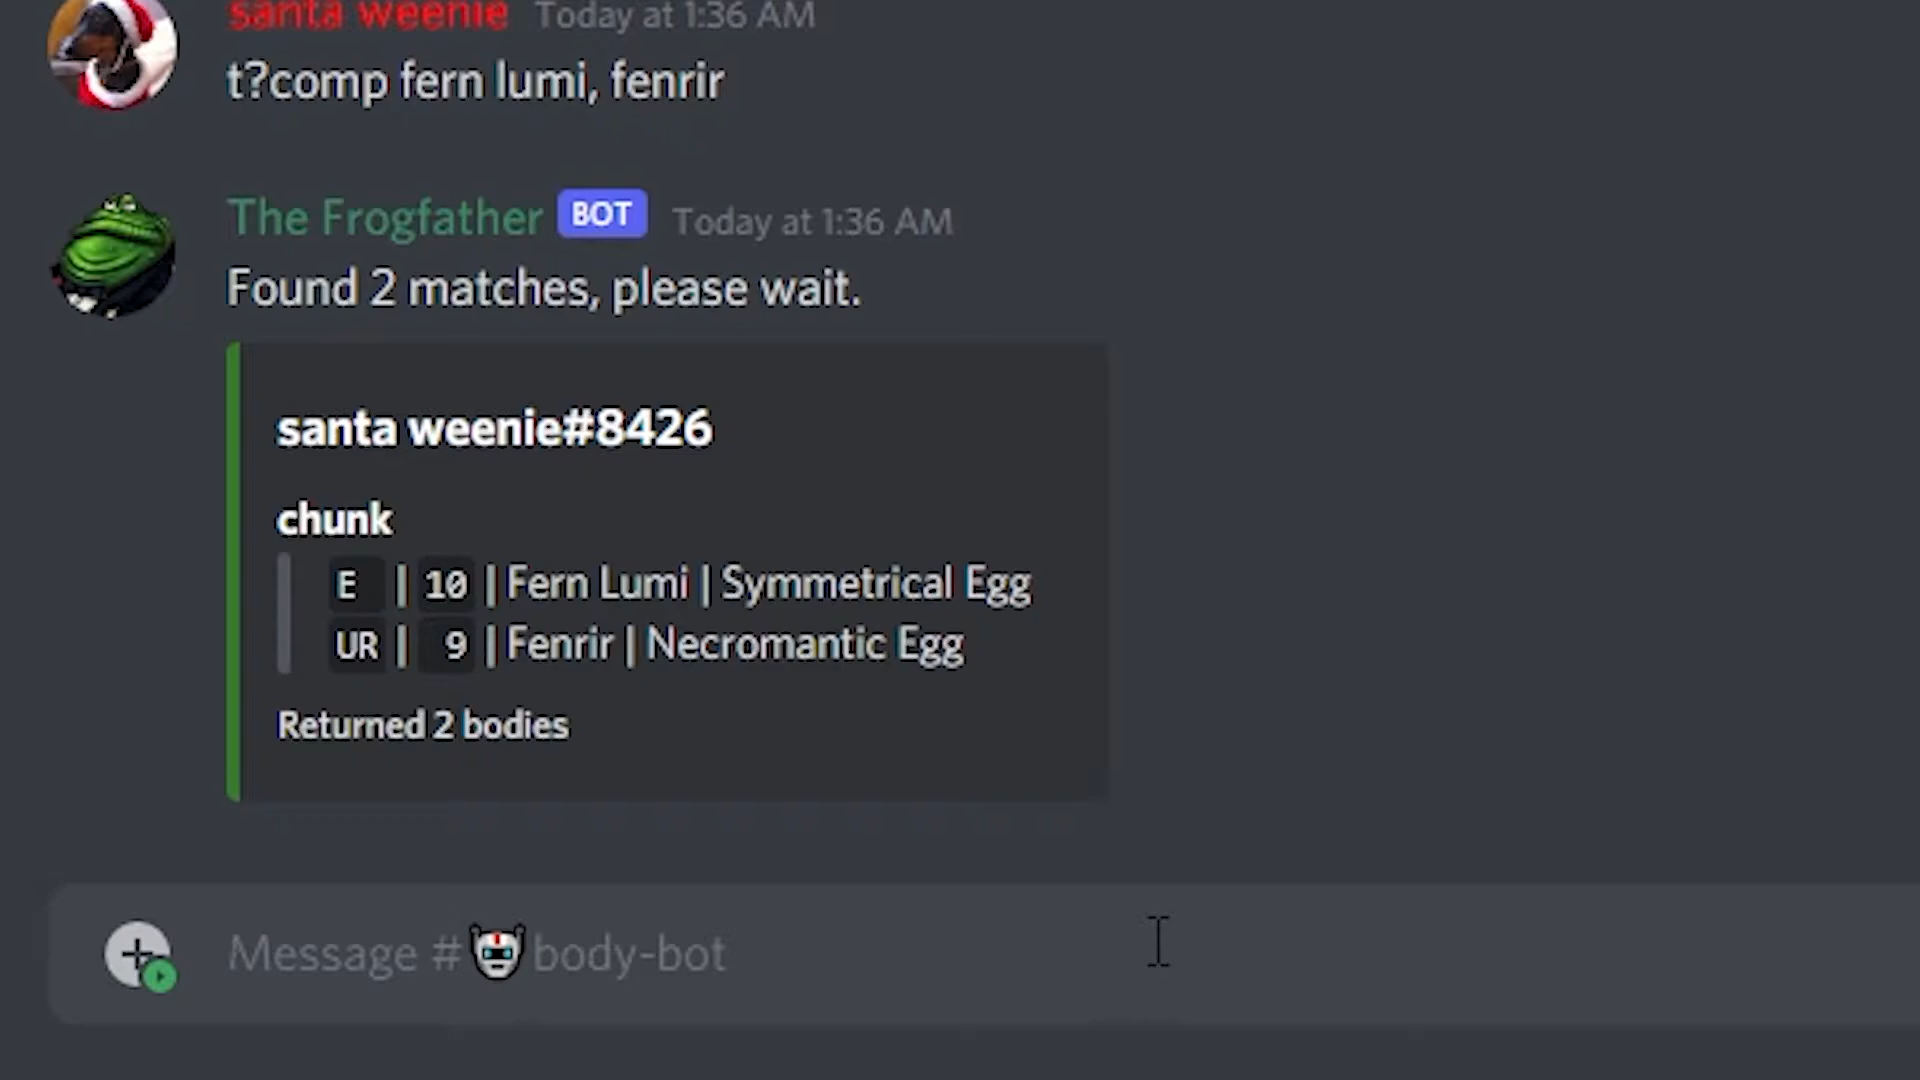 santa weenie Today at 1:36 AM
t?comp fern lumi, fenrir
The Frogfather BOT Today at 1:36 AM
Found 2 matches, please wait.
santa weenie#8426
chunk
E | 10 | Fern Lumi | Symmetrical Egg
UR | 9 | Fenrir | Necromantic Egg
Returned 2 bodies
Message #🤖body-bot